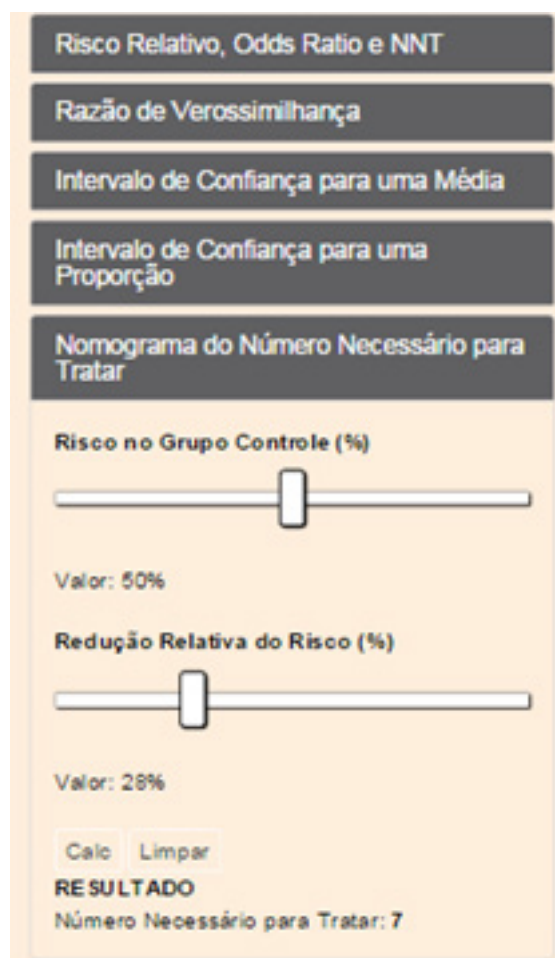 Risco Relativo, Odds Ratio e NNT
Razão de Verossimilhança
Intervalo de Confiança para uma Média
Intervalo de Confiança para uma
Proporção
Nomograma do Número Necessário para
Tratar
Risco no Grupo Controle (%)
Valor: 50%
Redução Relativa do Risco (%)
Valor: 28%
Calc Limpar
RESULTADO
Número Necessário para Tratar: 7